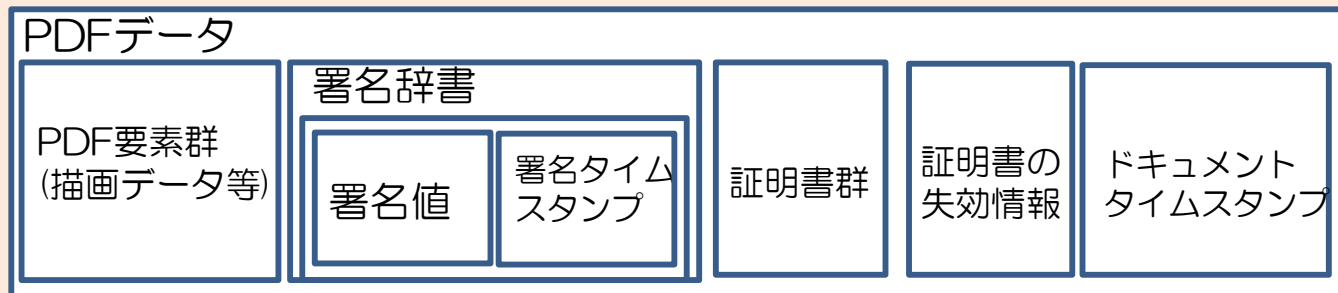 PDFデータ
PDF要素群
(描画データ等)
署名辞書
署名値
署名タイム
スタンプ
証明書群
証明書の
失効情報
ドキュメント
タイムスタンプ